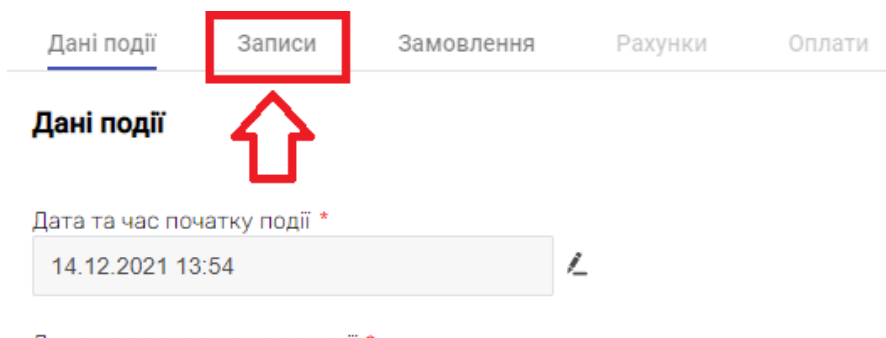 Дані події Записи Замовлення Рахунки Оплати
Дані події
Дата та час початку події *
14.12.2021 13:54